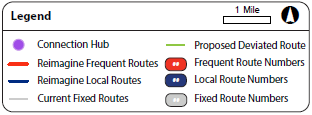 Legend
1 Mile
Connection Hub
Proposed Deviated Route
Reimagine Frequent Routes
## Frequent Route Numbers
Reimagine Local Routes
## Local Route Numbers
Current Fixed Routes
## Fixed Route Numbers